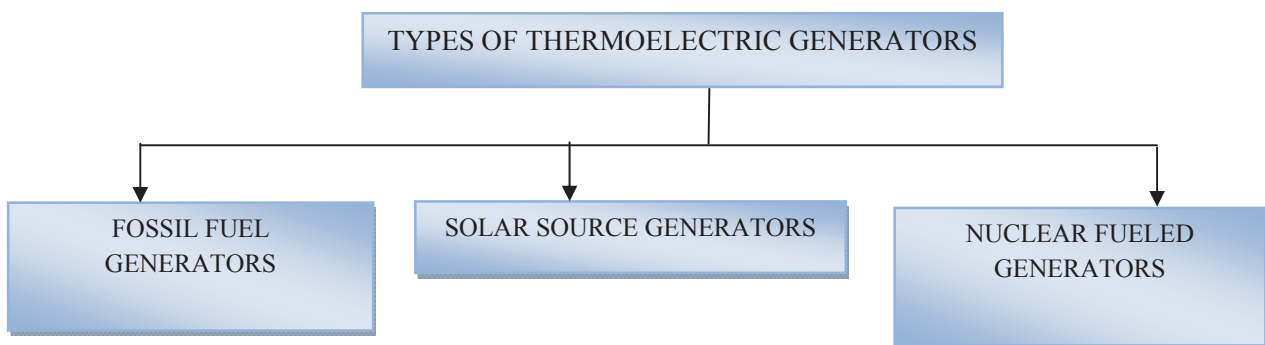 TYPES OF THERMOELECTRIC GENERATORS
FOSSIL FUEL
GENERATORS
SOLAR SOURCE GENERATORS
NUCLEAR FUELED
GENERATORS